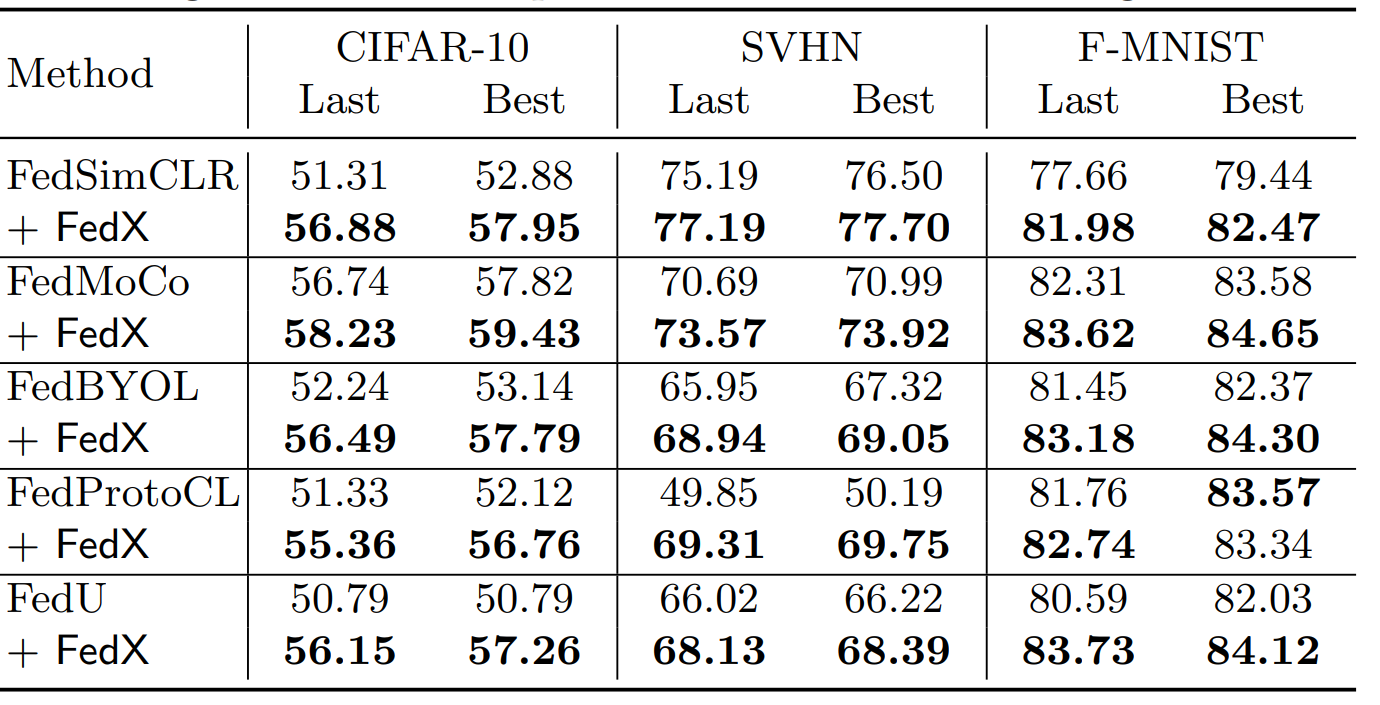 Method CIFAR-10 SVHN F-MNIST
Last Best Last Best Last Best
FedSimCLR 51.31 52.88 75.19 76.50 77.66 79.44
+ FedX 56.88 57.95 77.19 77.70 81.98 82.47
FedMoCo 56.74 57.82 70.69 70.99 82.31 83.58
+ FedX 58.23 59.43 73.57 73.92 83.62 84.65
FedBYOL 52.24 53.14 65.95 67.32 81.45 82.37
+ FedX 56.49 57.79 68.94 69.05 83.18 84.30
FedProtoCL 51.33 52.12 49.85 50.19 81.76 83.57
+ FedX 55.36 56.76 69.31 69.75 82.74 83.34
FedU 50.79 50.79 66.02 66.22 80.59 82.03
+ FedX 56.15 57.26 68.13 68.39 83.73 84.12